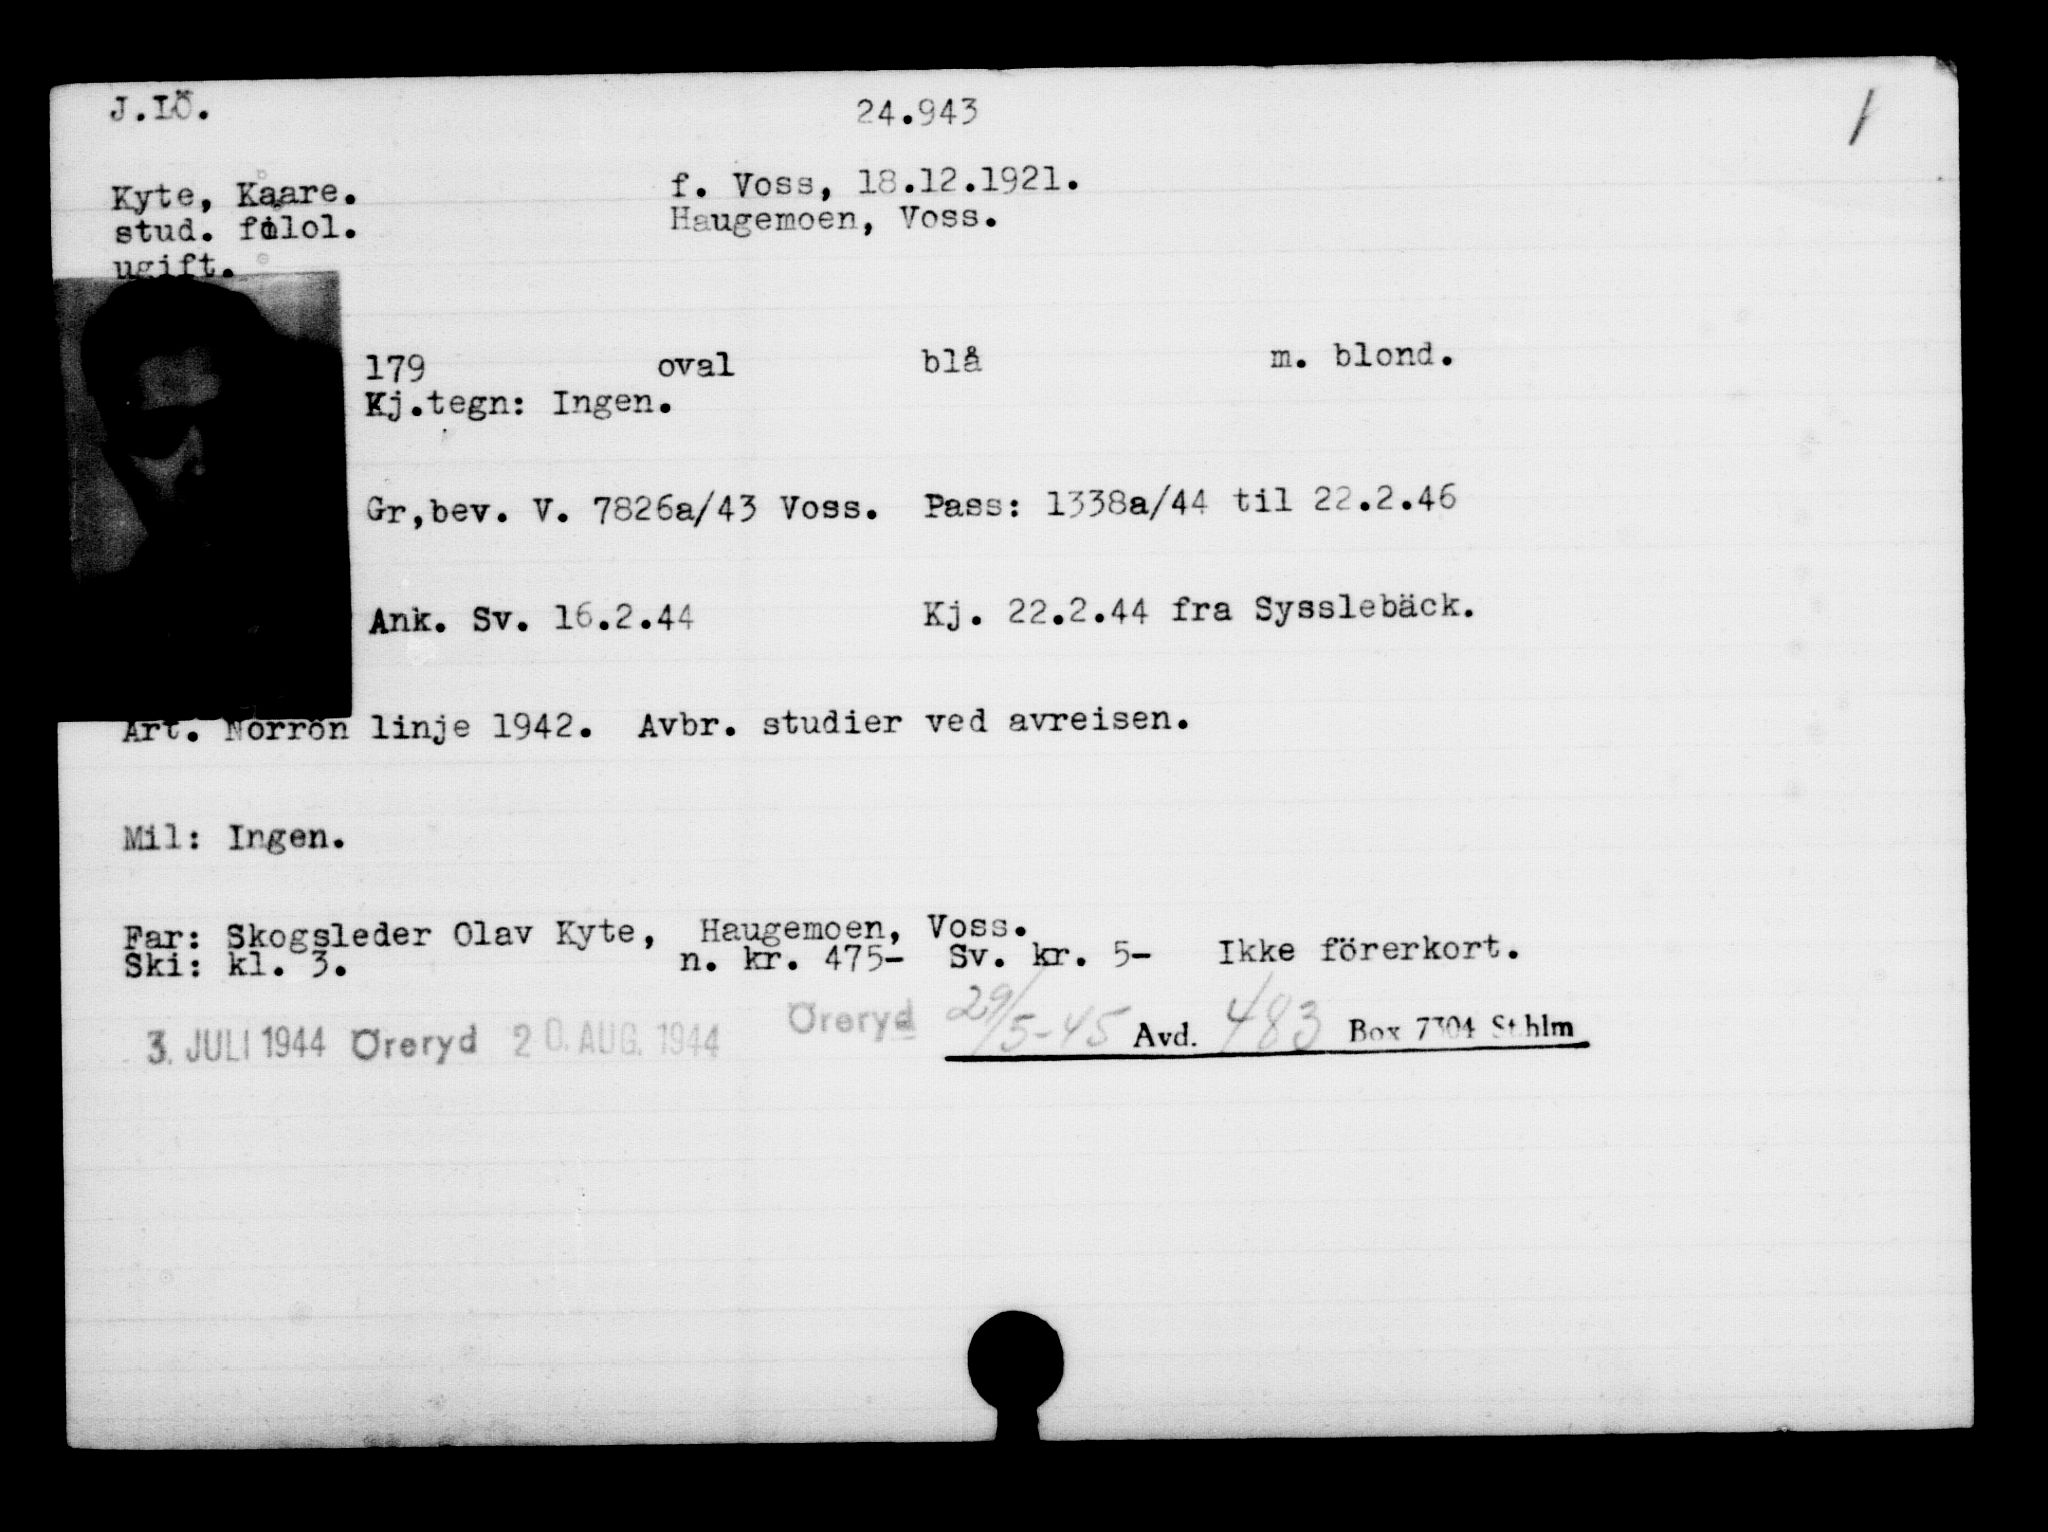 J.LÖ. 24.943 1
Kyte, Kaare. f. Voss, 18.12.1921.
stud. filol. Haugemoen, Voss.
ugift.
179 oval blå m. blond.
Kj.tegn: Ingen.
Gr,bev. V. 7826a/43 Voss. Pass: 1338a/44 til 22.2.46
Ank. Sv. 16.2.44 Kj. 22.2.44 fra Sysslebäck.
Art. Norrön linje 1942. Avbr. studier ved avreisen.
Mil: Ingen.
Far: Skogsleder Olav Kyte, Haugemoen, Voss.
Ski: kl. 3. n. kr. 475- Sv. kr. 5- Ikke förerkort.
3. JULI 1944 Öreryd 20. AUG. 1944 Öreryd 29/5-45 Avd. 483 Box 7304 Sthlm